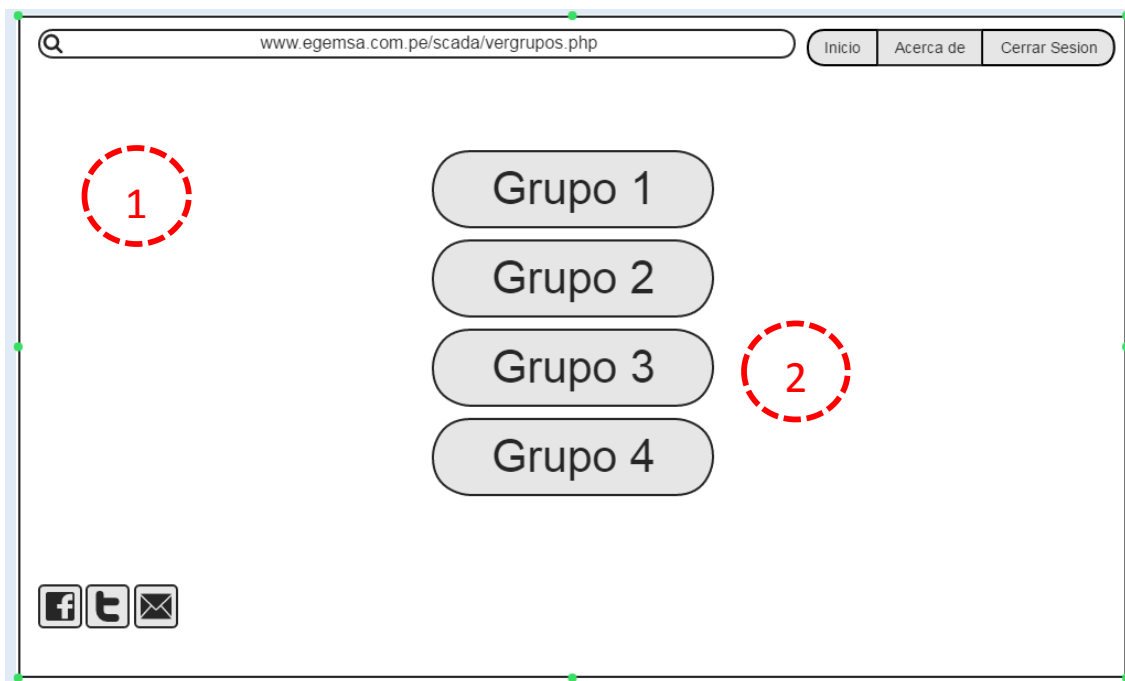 www.egemsa.com.pe/scada/vergrupos.php
Inicio
Acerca de
Cerrar Sesion
1
Grupo 1
Grupo 2
Grupo 3
2
Grupo 4